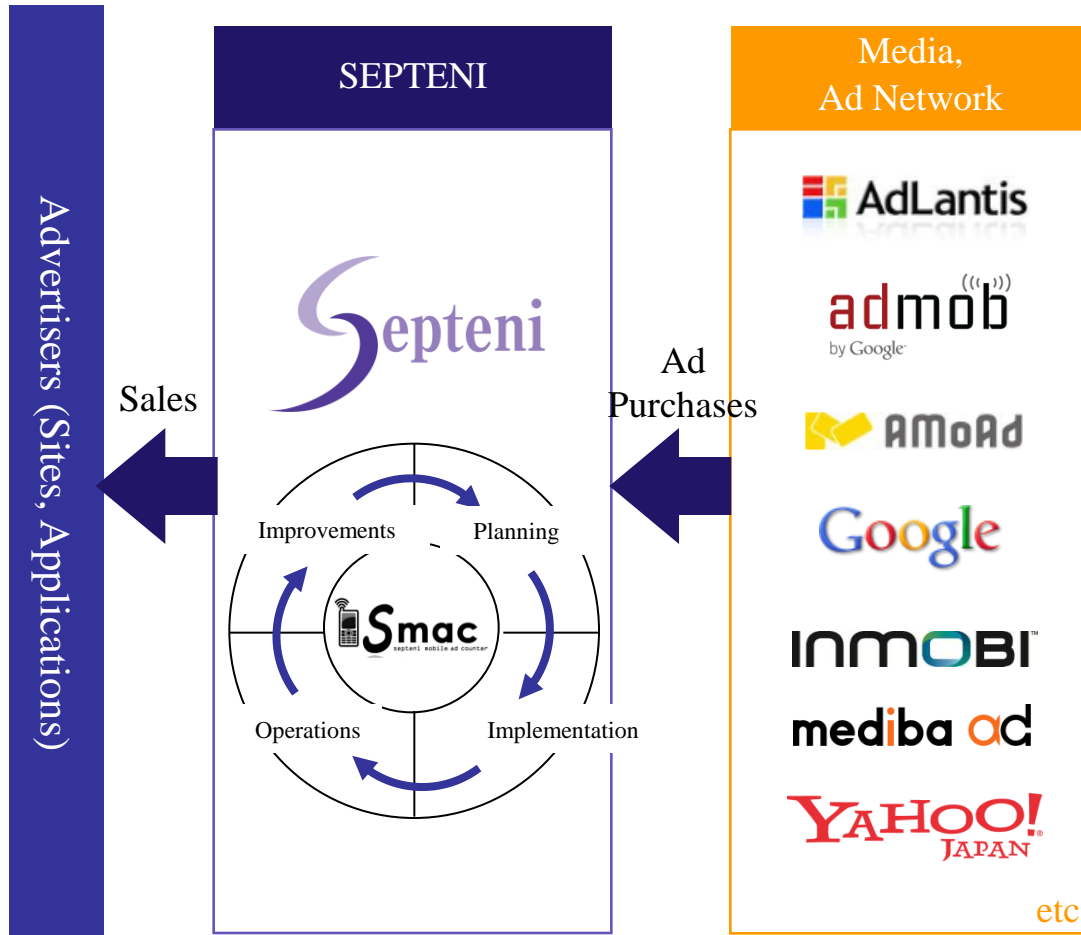 Advertisers (Sites, Applications)
Sales
SEPTENI
Septeni
Improvements
Planning
Smac
septeni mobile ad counter
Operations
Implementation
Ad
Purchases
Media,
Ad Network
AdLantis
admob
by Google
AMoAd
Google
INMOBI™
mediba ad
YAHOO!
JAPAN
etc